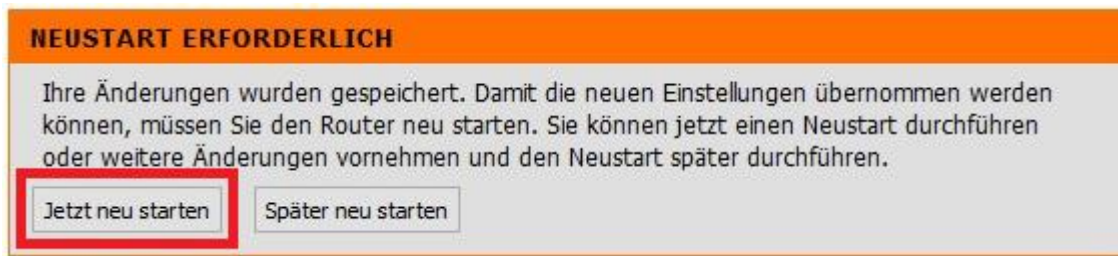 NEUSTART ERFORDERLICH
Ihre Änderungen wurden gespeichert. Damit die neuen Einstellungen übernommen werden
können, müssen Sie den Router neu starten. Sie können jetzt einen Neustart durchführen
oder weitere Änderungen vornehmen und den Neustart später durchführen.
Jetzt neu starten Später neu starten